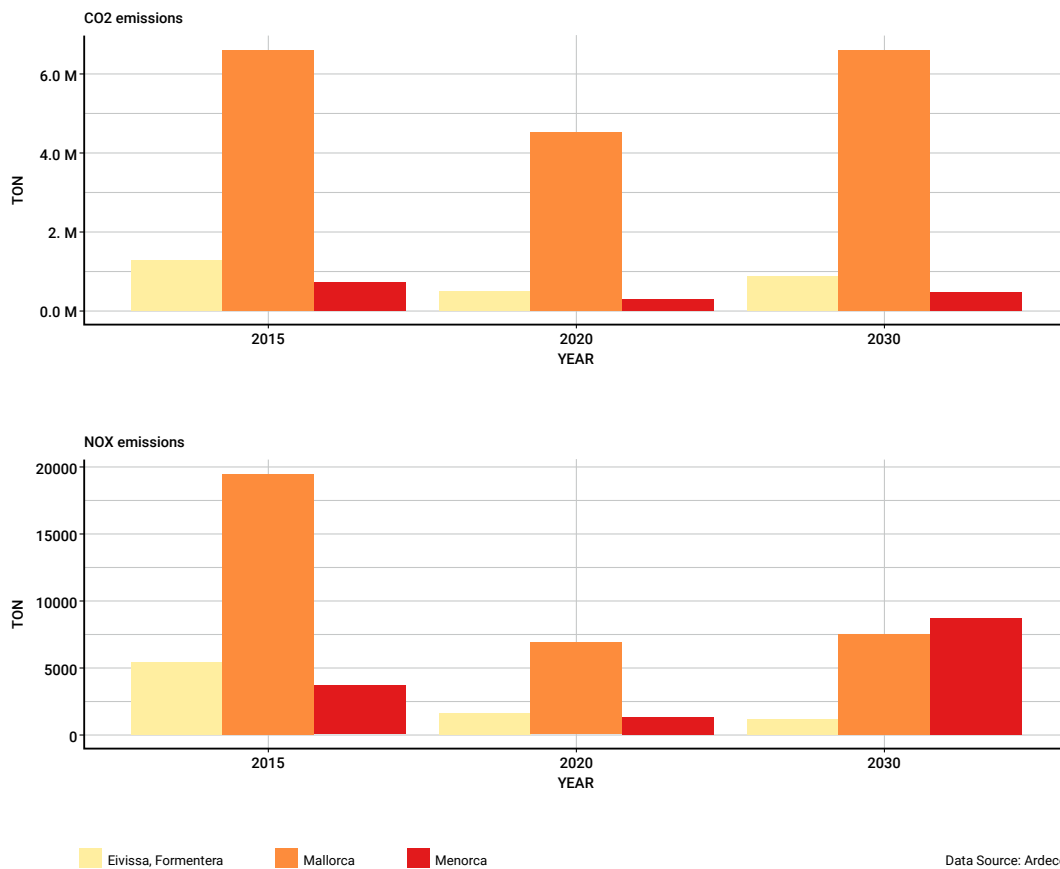 CO2 emissions
6.0 M
4.0 M
2. M
0.0 M
TON
2015 2020 2030
YEAR
NOX emissions
20000
15000
10000
5000
0
TON
2015 2020 2030
YEAR
Eivissa, Formentera Mallorca Menorca
Data Source: